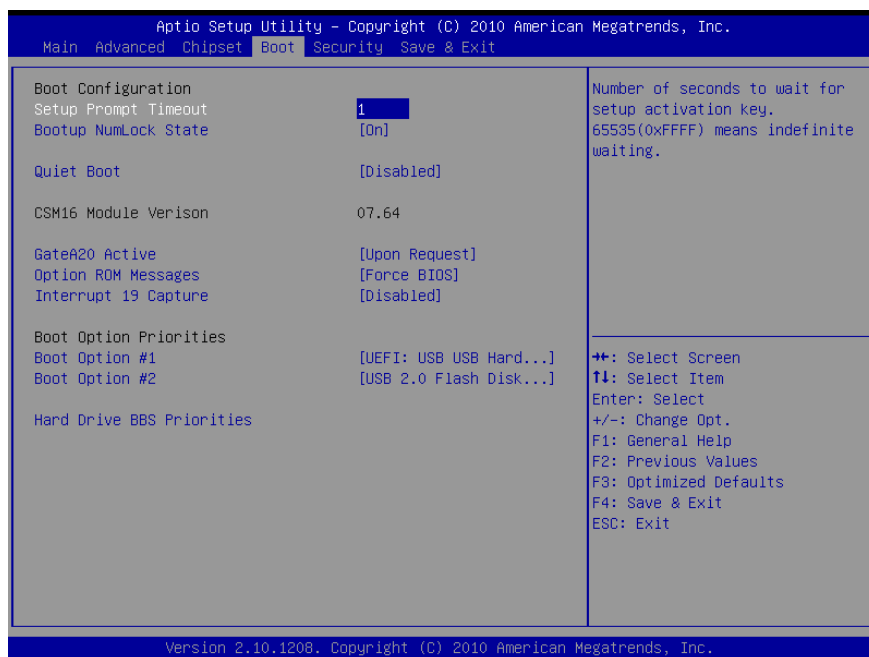 Aptio Setup Utility – Copyright (C) 2010 American Megatrends, Inc.
Main Advanced Chipset Boot Security Save & Exit
Boot Configuration
Setup Prompt Timeout 1
Bootup NumLock State [On]
Quiet Boot [Disabled]
CSM16 Module Verison 07.64
GateA20 Active [Upon Request]
Option ROM Messages [Force BIOS]
Interrupt 19 Capture [Disabled]
Boot Option Priorities
Boot Option #1 [UEFI: USB USB Hard...]
Boot Option #2 [USB 2.0 Flash Disk...]
Hard Drive BBS Priorities
Number of seconds to wait for
setup activation key.
65535(0xFFFF) means indefinite
waiting.
→←: Select Screen
↑↓: Select Item
Enter: Select
+/-: Change Opt.
F1: General Help
F2: Previous Values
F3: Optimized Defaults
F4: Save & Exit
ESC: Exit
Version 2.10.1208. Copyright (C) 2010 American Megatrends, Inc.